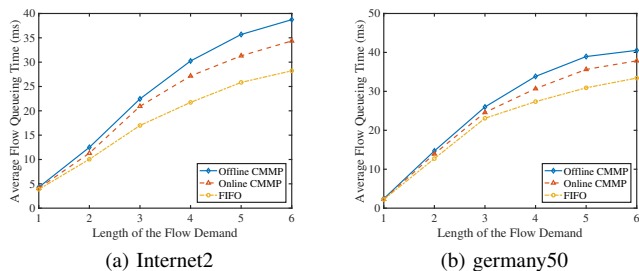 40
35
30
25
20
15
10
5
0
Average Flow Queueing Time (ms)
Offline CMMP
Online CMMP
FIFO
1 2 3 4 5 6
Length of the Flow Demand
(a) Internet2
50
40
30
20
10
0
Average Flow Queueing Time (ms)
Offline CMMP
Online CMMP
FIFO
1 2 3 4 5 6
Length of the Flow Demand
(b) germany50